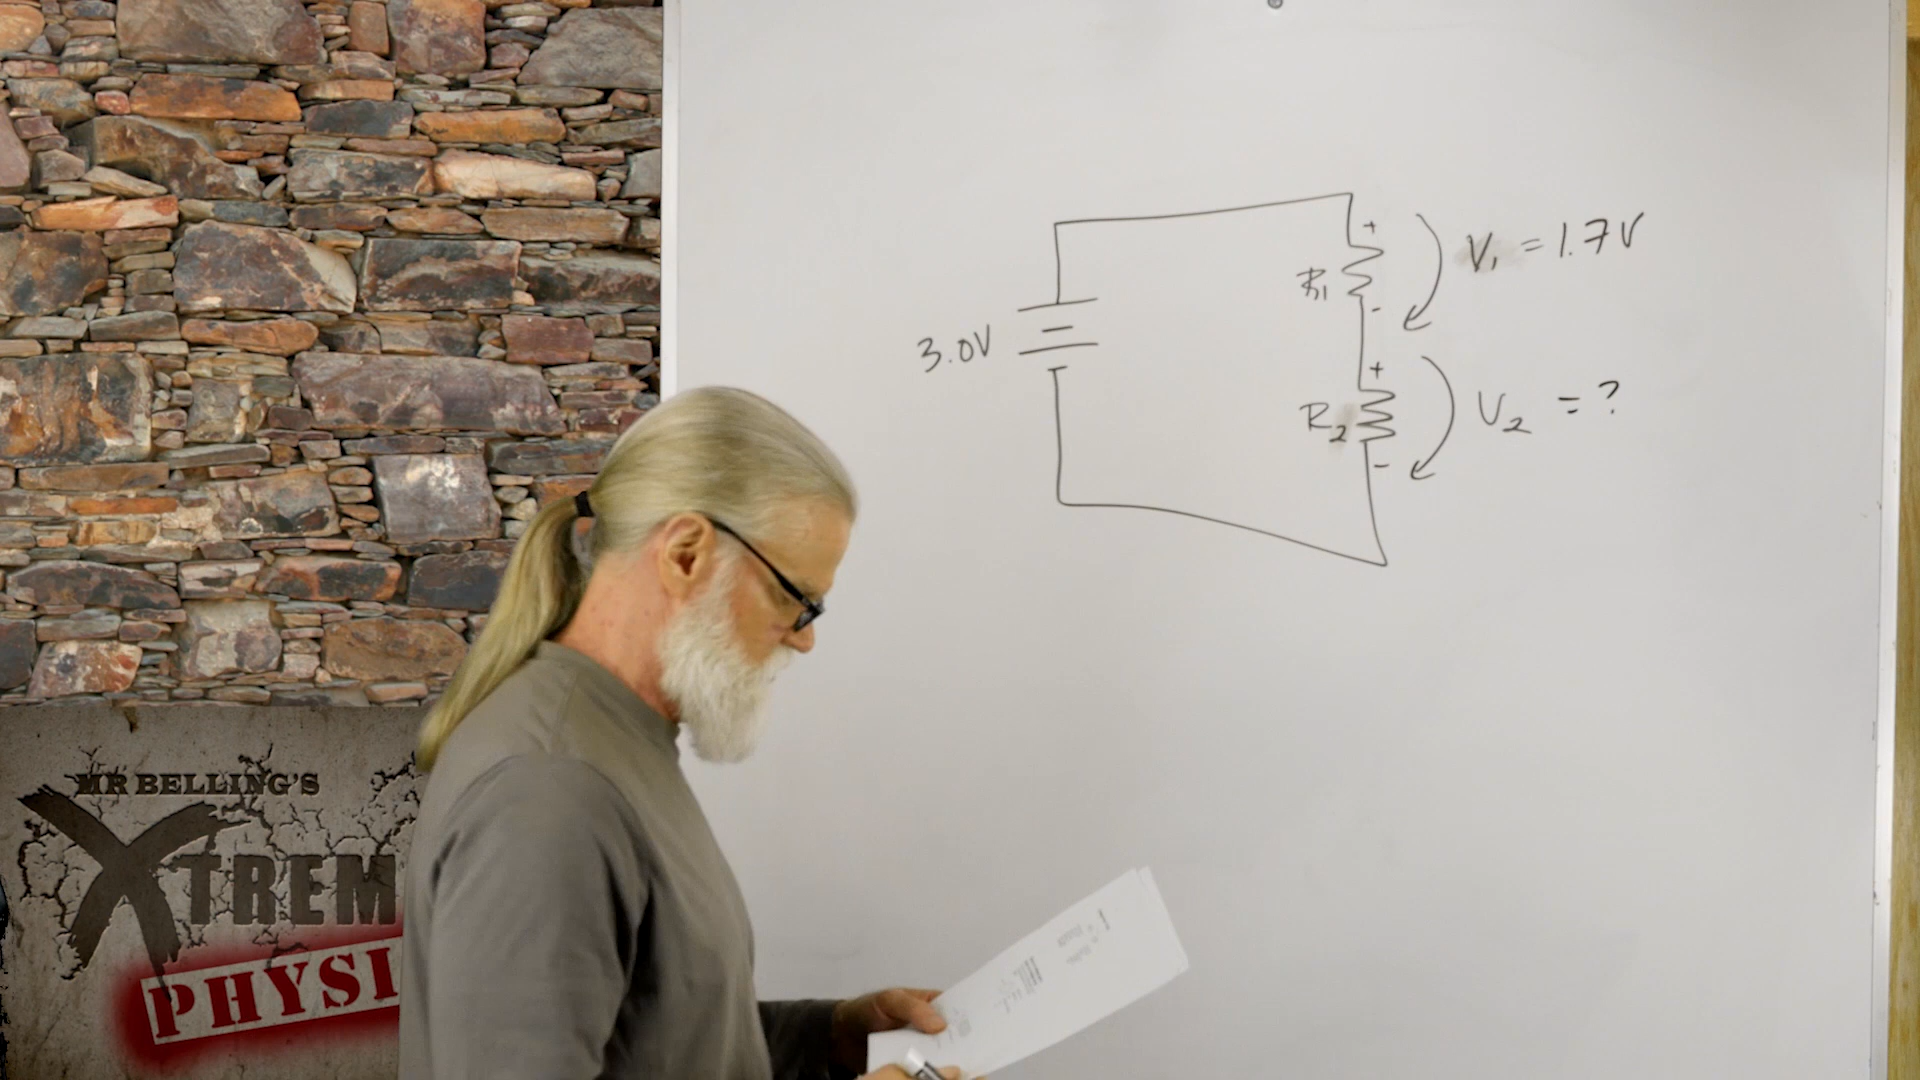 +
V₁ = 1.7V
R₁
-
3.0V
+
R₂
V₂ = ?
-
MR BELLING'S
XTREM
PHYSI